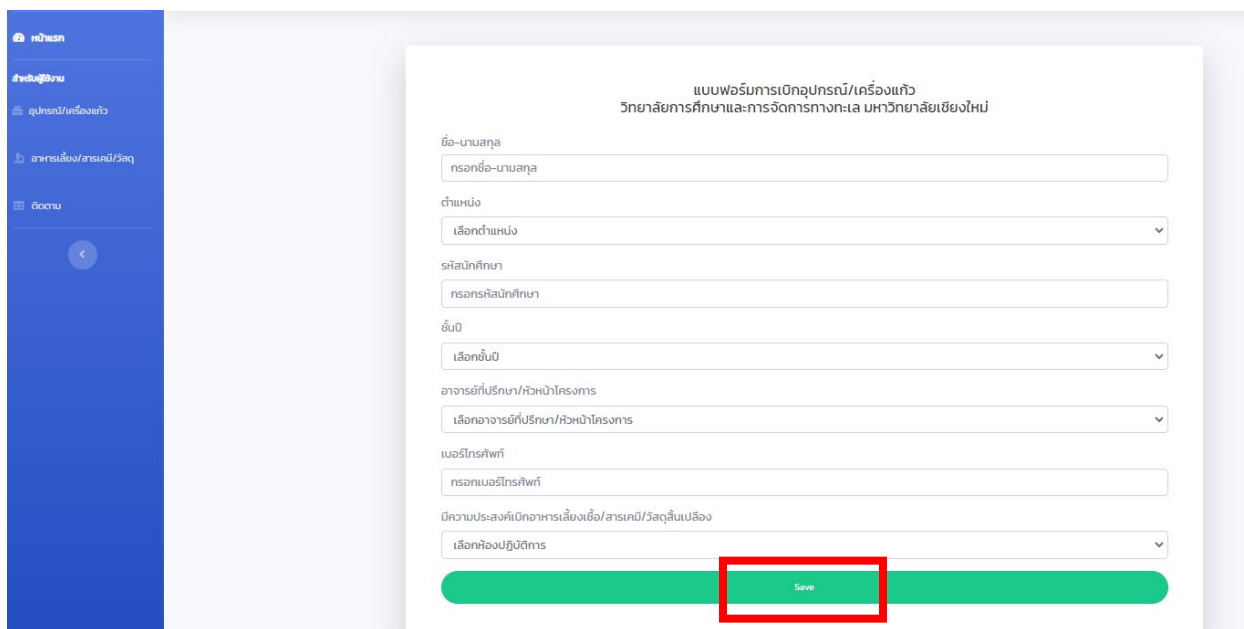 หน้าแรก
สำหรับผู้ใช้งาน
อุปกรณ์/เครื่องแก้ว
อาหารเลี้ยง/สารเคมี/วัสดุ
ติดตาม
แบบฟอร์มการเบิกอุปกรณ์/เครื่องแก้ว
วิทยาลัยการศึกษาและการจัดการทางทะเล มหาวิทยาลัยเชียงใหม่
ชื่อ-นามสกุล
กรอกชื่อ-นามสกุล
ตำแหน่ง
เลือกตำแหน่ง
รหัสนักศึกษา
กรอกรหัสนักศึกษา
ชั้นปี
เลือกชั้นปี
อาจารย์ที่ปรึกษา/หัวหน้าโครงการ
เลือกอาจารย์ที่ปรึกษา/หัวหน้าโครงการ
เบอร์โทรศัพท์
กรอกเบอร์โทรศัพท์
มีความประสงค์เบิกอาหารเลี้ยงเชื้อ/สารเคมี/วัสดุสิ้นเปลือง
เลือกห้องปฏิบัติการ
Save